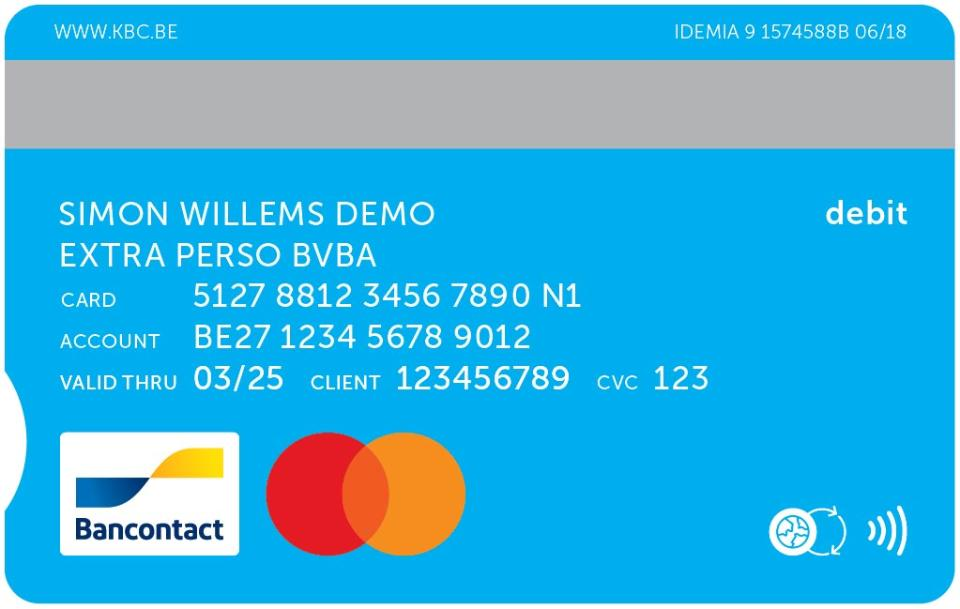 WWW.KBC.BE IDEMIA 9 1574588B 06/18
SIMON WILLEMS DEMO debit
EXTRA PERSO BVBA
CARD 5127 8812 3456 7890 N1
ACCOUNT BE27 1234 5678 9012
VALID THRU 03/25 CLIENT 123456789 CVC 123
Bancontact